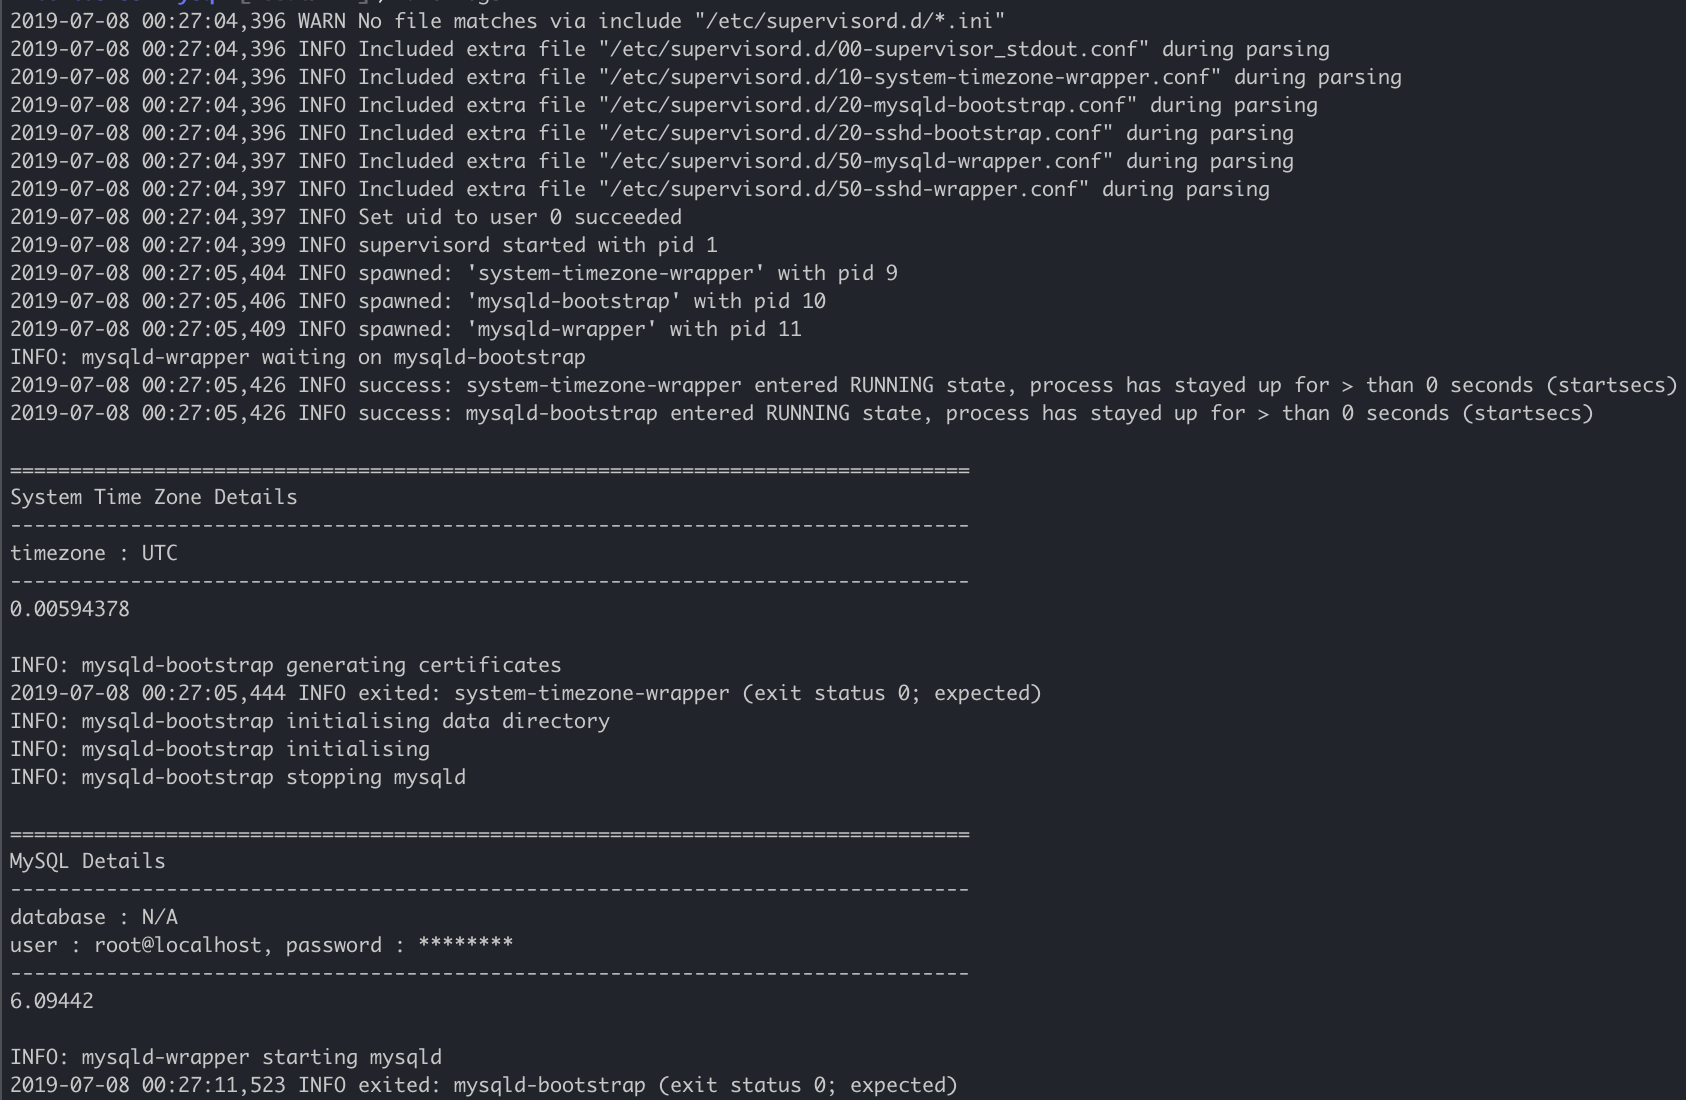 2019-07-08 00:27:04,396 WARN No file matches via include "/etc/supervisord.d/*.ini"
2019-07-08 00:27:04,396 INFO Included extra file "/etc/supervisord.d/00-supervisor_stdout.conf" during parsing
2019-07-08 00:27:04,396 INFO Included extra file "/etc/supervisord.d/10-system-timezone-wrapper.conf" during parsing
2019-07-08 00:27:04,396 INFO Included extra file "/etc/supervisord.d/20-mysqld-bootstrap.conf" during parsing
2019-07-08 00:27:04,396 INFO Included extra file "/etc/supervisord.d/20-sshd-bootstrap.conf" during parsing
2019-07-08 00:27:04,397 INFO Included extra file "/etc/supervisord.d/50-mysqld-wrapper.conf" during parsing
2019-07-08 00:27:04,397 INFO Included extra file "/etc/supervisord.d/50-sshd-wrapper.conf" during parsing
2019-07-08 00:27:04,397 INFO Set uid to user 0 succeeded
2019-07-08 00:27:04,399 INFO supervisord started with pid 1
2019-07-08 00:27:05,404 INFO spawned: 'system-timezone-wrapper' with pid 9
2019-07-08 00:27:05,406 INFO spawned: 'mysqld-bootstrap' with pid 10
2019-07-08 00:27:05,409 INFO spawned: 'mysqld-wrapper' with pid 11
INFO: mysqld-wrapper waiting on mysqld-bootstrap
2019-07-08 00:27:05,426 INFO success: system-timezone-wrapper entered RUNNING state, process has stayed up for > than 0 seconds (startsecs)
2019-07-08 00:27:05,426 INFO success: mysqld-bootstrap entered RUNNING state, process has stayed up for > than 0 seconds (startsecs)
================================================================================
System Time Zone Details
--------------------------------------------------------------------------------
timezone : UTC
--------------------------------------------------------------------------------
0.00594378
INFO: mysqld-bootstrap generating certificates
2019-07-08 00:27:05,444 INFO exited: system-timezone-wrapper (exit status 0; expected)
INFO: mysqld-bootstrap initialising data directory
INFO: mysqld-bootstrap initialising
INFO: mysqld-bootstrap stopping mysqld
================================================================================
MySQL Details
--------------------------------------------------------------------------------
database : N/A
user : root@localhost, password : ********
--------------------------------------------------------------------------------
6.09442
INFO: mysqld-wrapper starting mysqld
2019-07-08 00:27:11,523 INFO exited: mysqld-bootstrap (exit status 0; expected)